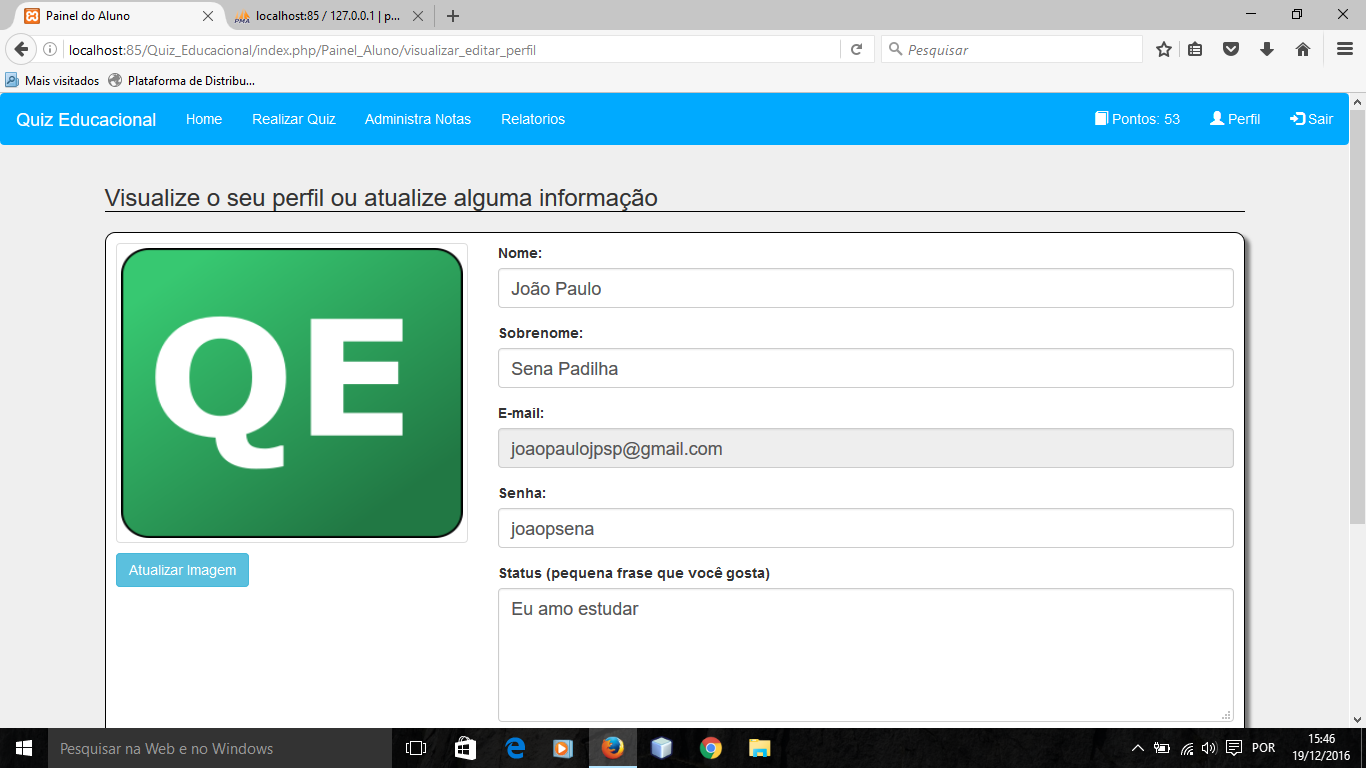 Painel do Aluno
localhost:85 / 127.0.0.1 | p...
localhost:85/Quiz_Educacional/index.php/Painel_Aluno/visualizar_editar_perfil
Pesquisar
Mais visitados
Plataforma de Distribu...
Quiz Educacional
Home
Realizar Quiz
Administra Notas
Relatorios
Pontos: 53
Perfil
Sair
Visualize o seu perfil ou atualize alguma informação
QE
Atualizar Imagem
Nome:
João Paulo
Sobrenome:
Sena Padilha
E-mail:
joaopaulojpsp@gmail.com
Senha:
joaopsena
Status (pequena frase que você gosta)
Eu amo estudar
Pesquisar na Web e no Windows
POR
15:46
19/12/2016